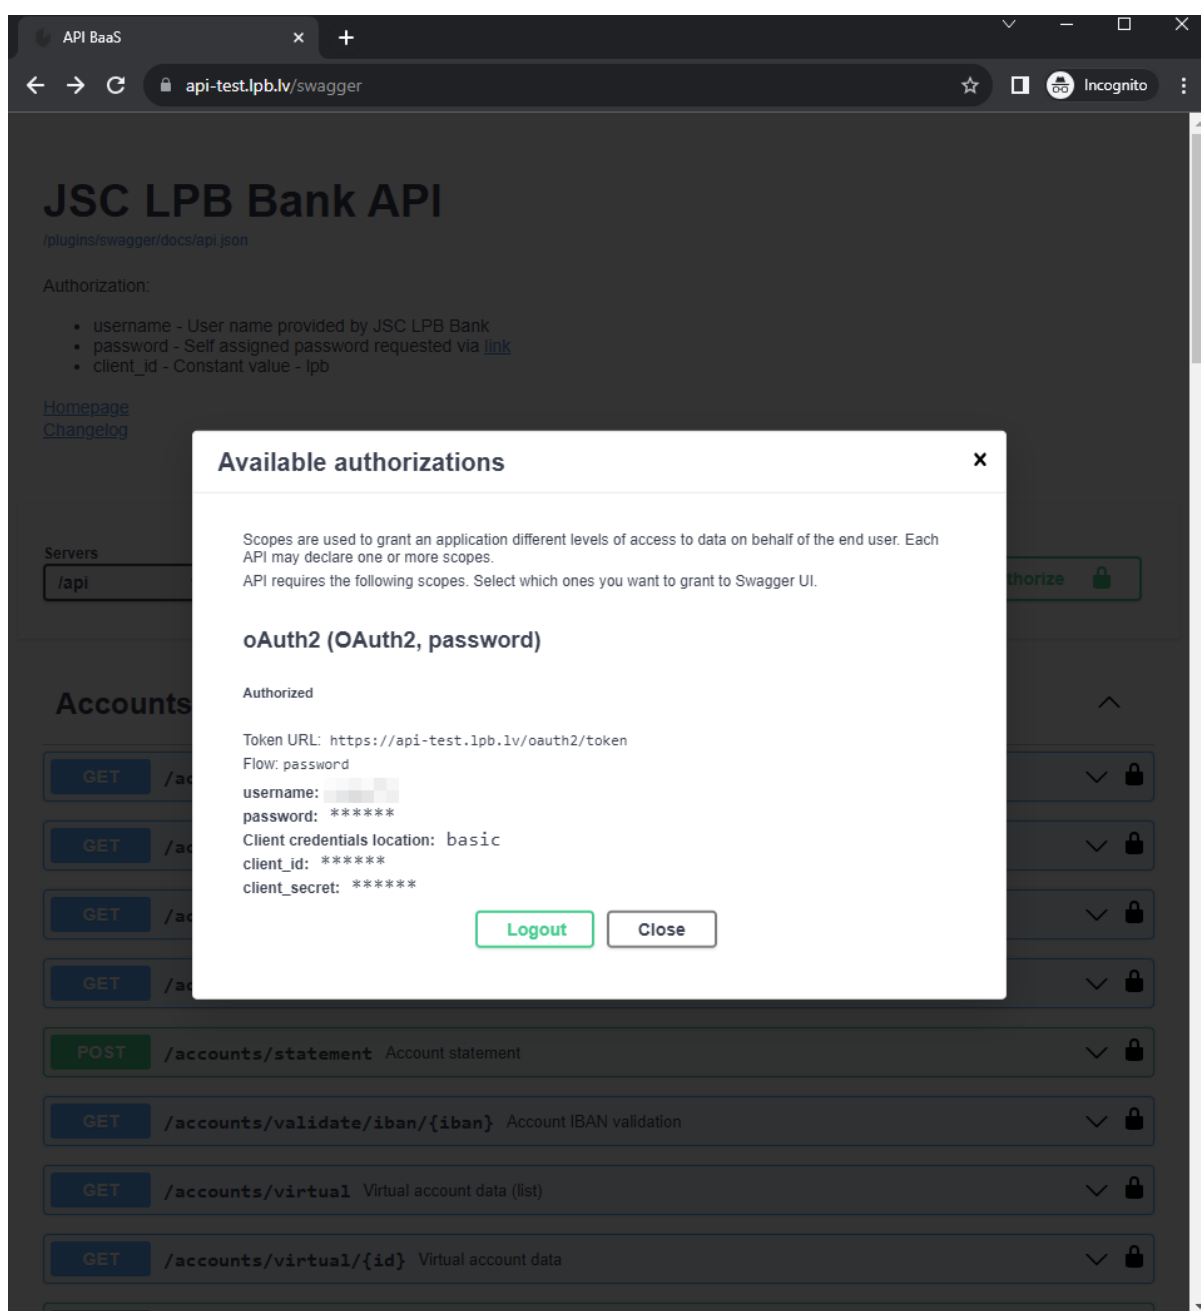 API BaaS
api-test.lpb.lv/swagger
Incognito
JSC LPB Bank API
/plugins/swagger/docs/api.json
Authorization:
username - User name provided by JSC LPB Bank
password - Self assigned password requested via link
client_id - Constant value - lpb
Homepage
Changelog
Available authorizations
Scopes are used to grant an application different levels of access to data on behalf of the end user. Each
API may declare one or more scopes.
API requires the following scopes. Select which ones you want to grant to Swagger UI.
Servers
/api
thorize
oAuth2 (OAuth2, password)
Authorized
Accounts
Token URL: https://api-test.lpb.lv/oauth2/token
Flow: password
GET /ac
username:
password: ******
Client credentials location: basic
GET /ac
client_id: ******
client_secret: ******
GET /ac
Logout Close
GET /ac
POST /accounts/statement Account statement
GET /accounts/validate/iban/{iban} Account IBAN validation
GET /accounts/virtual Virtual account data (list)
GET /accounts/virtual/{id} Virtual account data